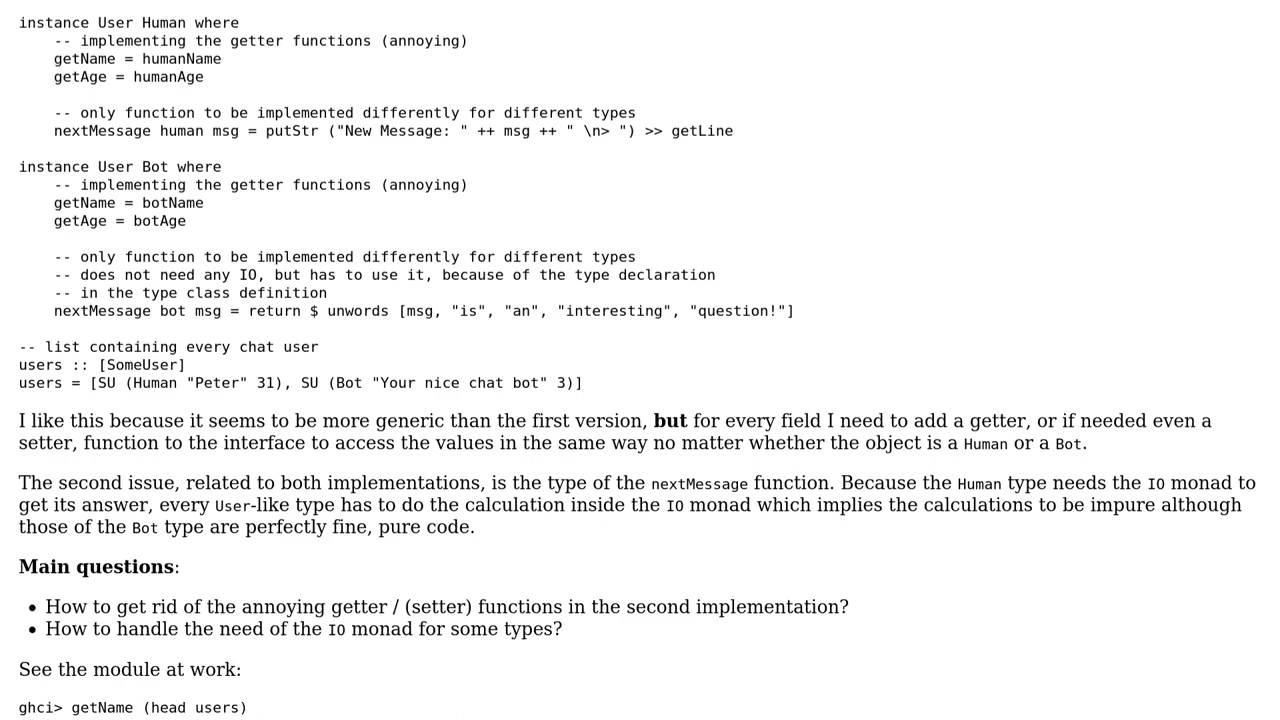 instance User Human where
    -- implementing the getter functions (annoying)
    getName = humanName
    getAge = humanAge

    -- only function to be implemented differently for different types
    nextMessage human msg = putStr ("New Message: " ++ msg ++ " \n> ") >> getLine

instance User Bot where
    -- implementing the getter functions (annoying)
    getName = botName
    getAge = botAge

    -- only function to be implemented differently for different types
    -- does not need any IO, but has to use it, because of the type declaration
    -- in the type class definition
    nextMessage bot msg = return $ unwords [msg, "is", "an", "interesting", "question!"]

-- list containing every chat user
users :: [SomeUser]
users = [SU (Human "Peter" 31), SU (Bot "Your nice chat bot" 3)]
I like this because it seems to be more generic than the first version, but for every field I need to add a getter, or if needed even a
setter, function to the interface to access the values in the same way no matter whether the object is a Human or a Bot.
The second issue, related to both implementations, is the type of the nextMessage function. Because the Human type needs the IO monad to
get its answer, every User-like type has to do the calculation inside the IO monad which implies the calculations to be impure although
those of the Bot type are perfectly fine, pure code.
Main questions:
• How to get rid of the annoying getter / (setter) functions in the second implementation?
• How to handle the need of the IO monad for some types?
See the module at work:
ghci> getName (head users)